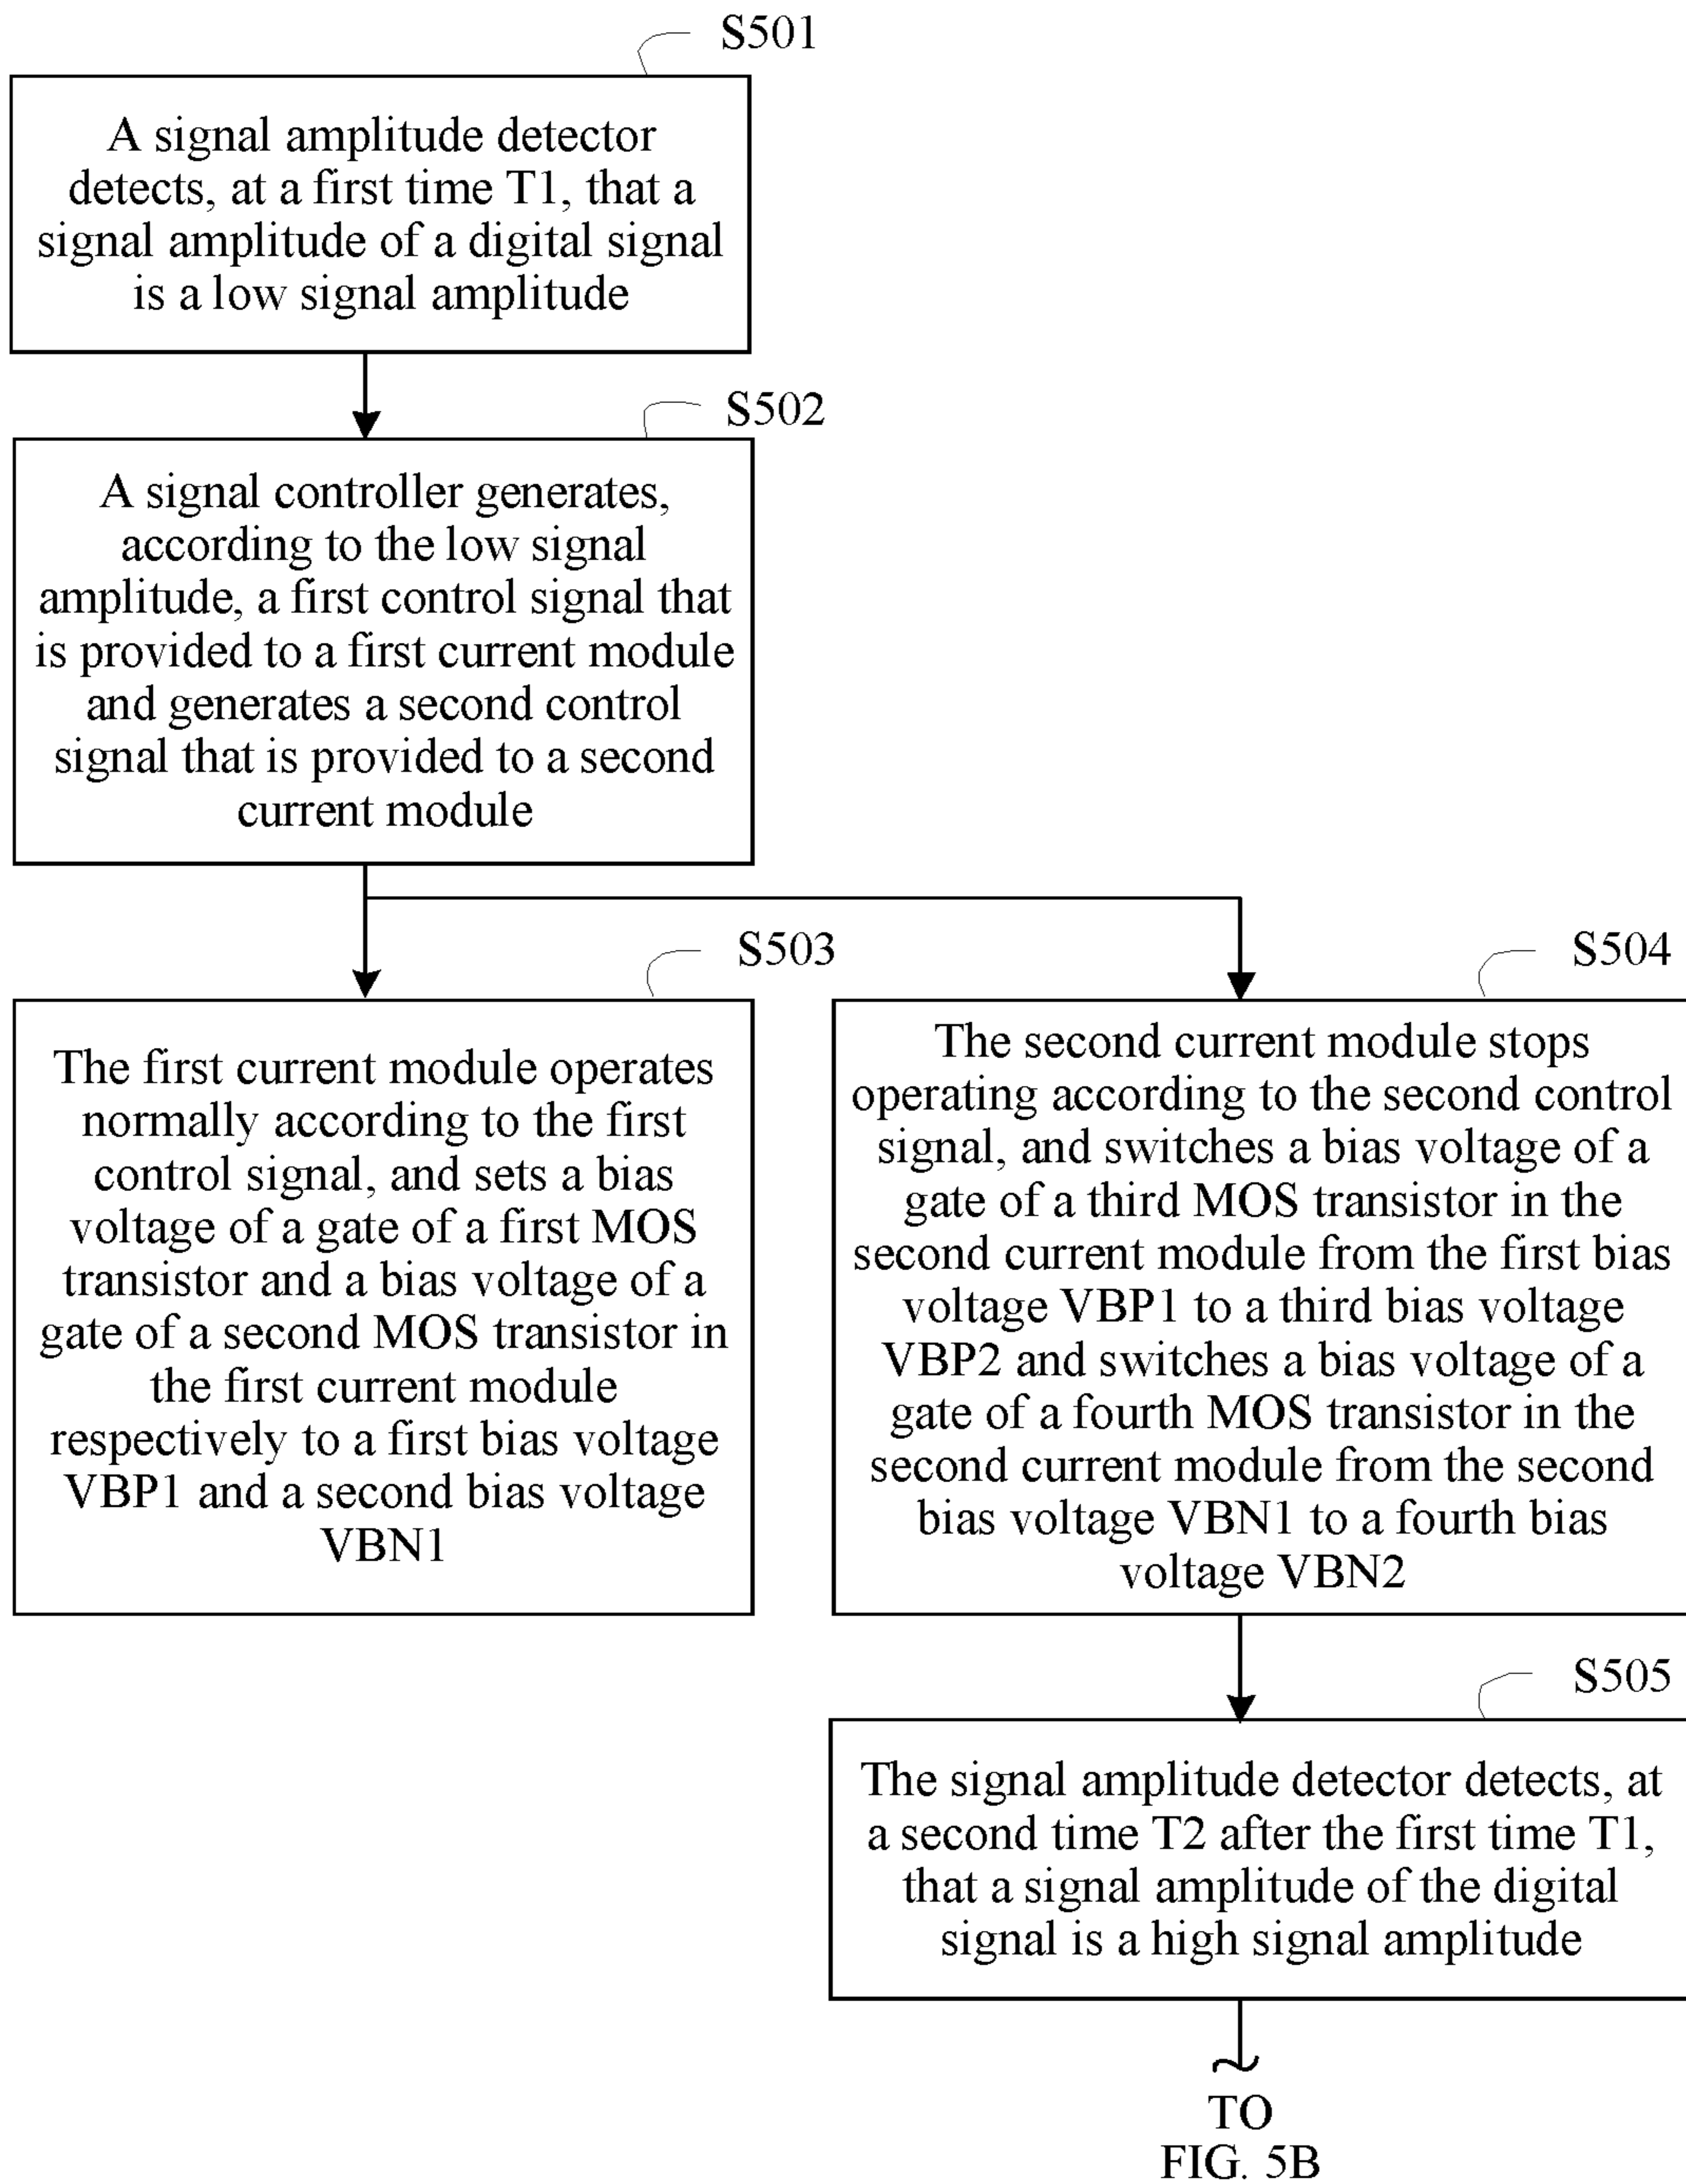 S501
A signal amplitude detector
detects, at a first time T1, that a
signal amplitude of a digital signal
is a low signal amplitude
S502
A signal controller generates,
according to the low signal
amplitude, a first control signal that
is provided to a first current module
and generates a second control
signal that is provided to a second
current module
S503
The first current module operates
normally according to the first
control signal, and sets a bias
voltage of a gate of a first MOS
transistor and a bias voltage of a
gate of a second MOS transistor in
the first current module
respectively to a first bias voltage
VBP1 and a second bias voltage
VBN1
S504
The second current module stops
operating according to the second control
signal, and switches a bias voltage of a
gate of a third MOS transistor in the
second current module from the first bias
voltage VBP1 to a third bias voltage
VBP2 and switches a bias voltage of a
gate of a fourth MOS transistor in the
second current module from the second
bias voltage VBN1 to a fourth bias
voltage VBN2
S505
The signal amplitude detector detects, at
a second time T2 after the first time T1,
that a signal amplitude of the digital
signal is a high signal amplitude
TO
FIG. 5B